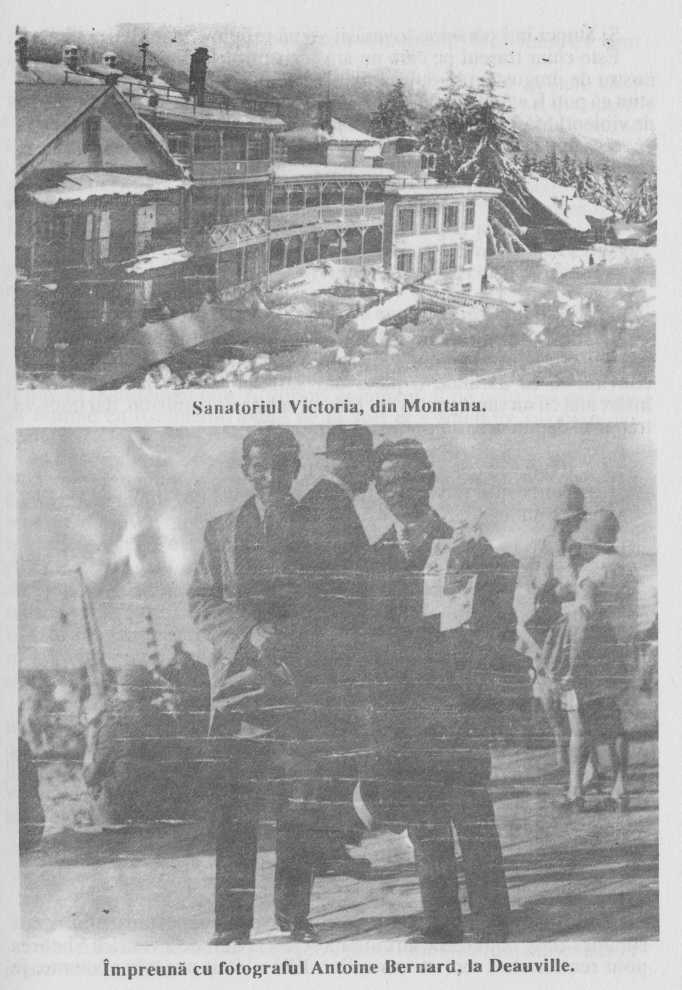 Sanatoriul Victoria, din Montana.
Împreună cu fotograful Antoine Bernard, la Deauville.